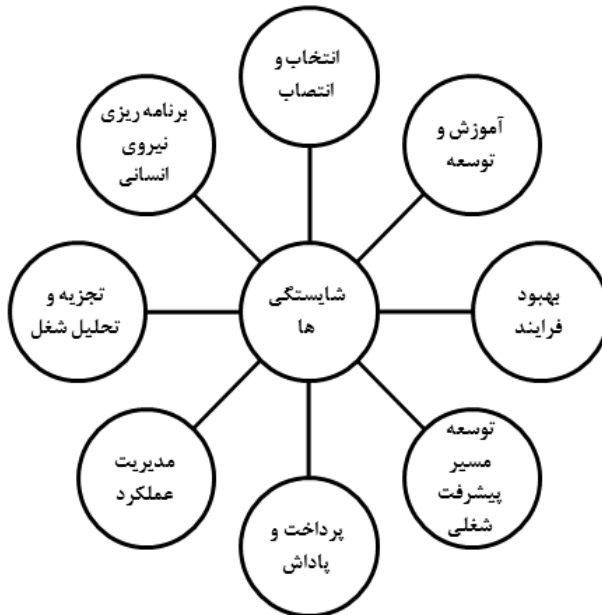 انتخاب و
انتصاب
آموزش و
توسعه
بهبود
فرایند
توسعه
مسیر
پیشرفت
شغلی
پرداخت و
پاداش
مدیریت
عملکرد
تجزیه و
تحلیل شغل
برنامه ریزی
نیروی
انسانی
شایستگی
ها